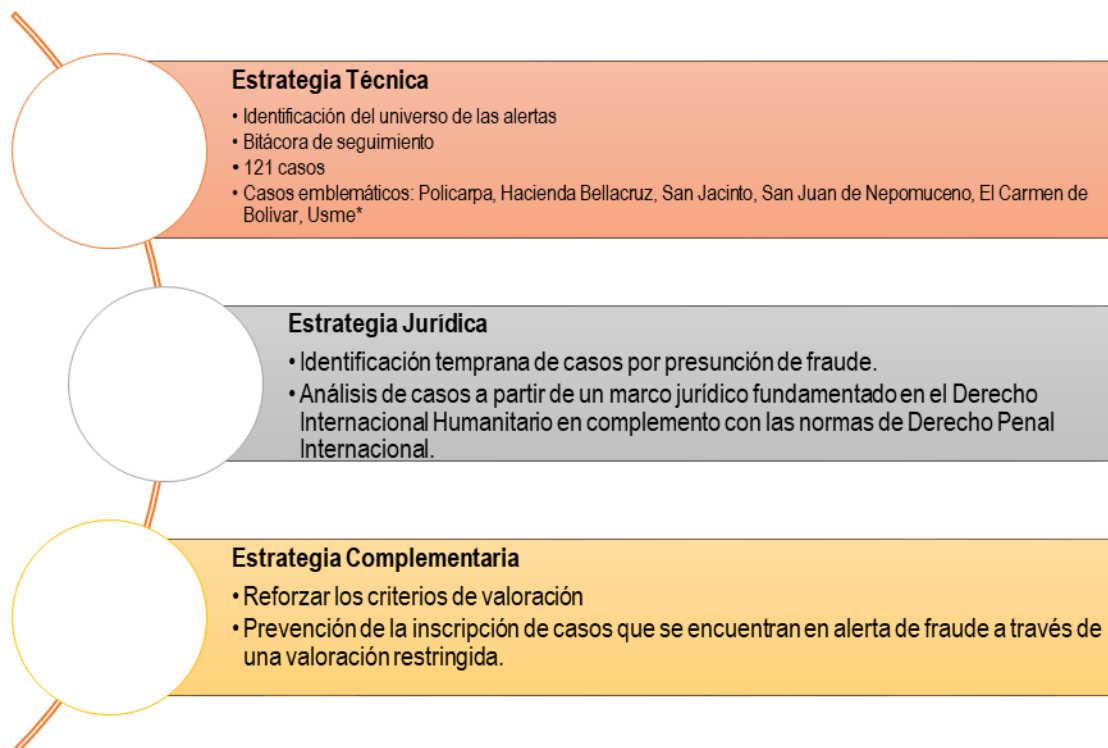 Estrategia Técnica
• Identificación del universo de las alertas
• Bitácora de seguimiento
• 121 casos
• Casos emblemáticos: Policarpa, Hacienda Bellacruz, San Jacinto, San Juan de Nepomuceno, El Carmen de
Bolivar, Usme*
Estrategia Jurídica
• Identificación temprana de casos por presunción de fraude.
• Análisis de casos a partir de un marco jurídico fundamentado en el Derecho
Internacional Humanitario en complemento con las normas de Derecho Penal
Internacional.
Estrategia Complementaria
• Reforzar los criterios de valoración
• Prevención de la inscripción de casos que se encuentran en alerta de fraude a través de
una valoración restringida.